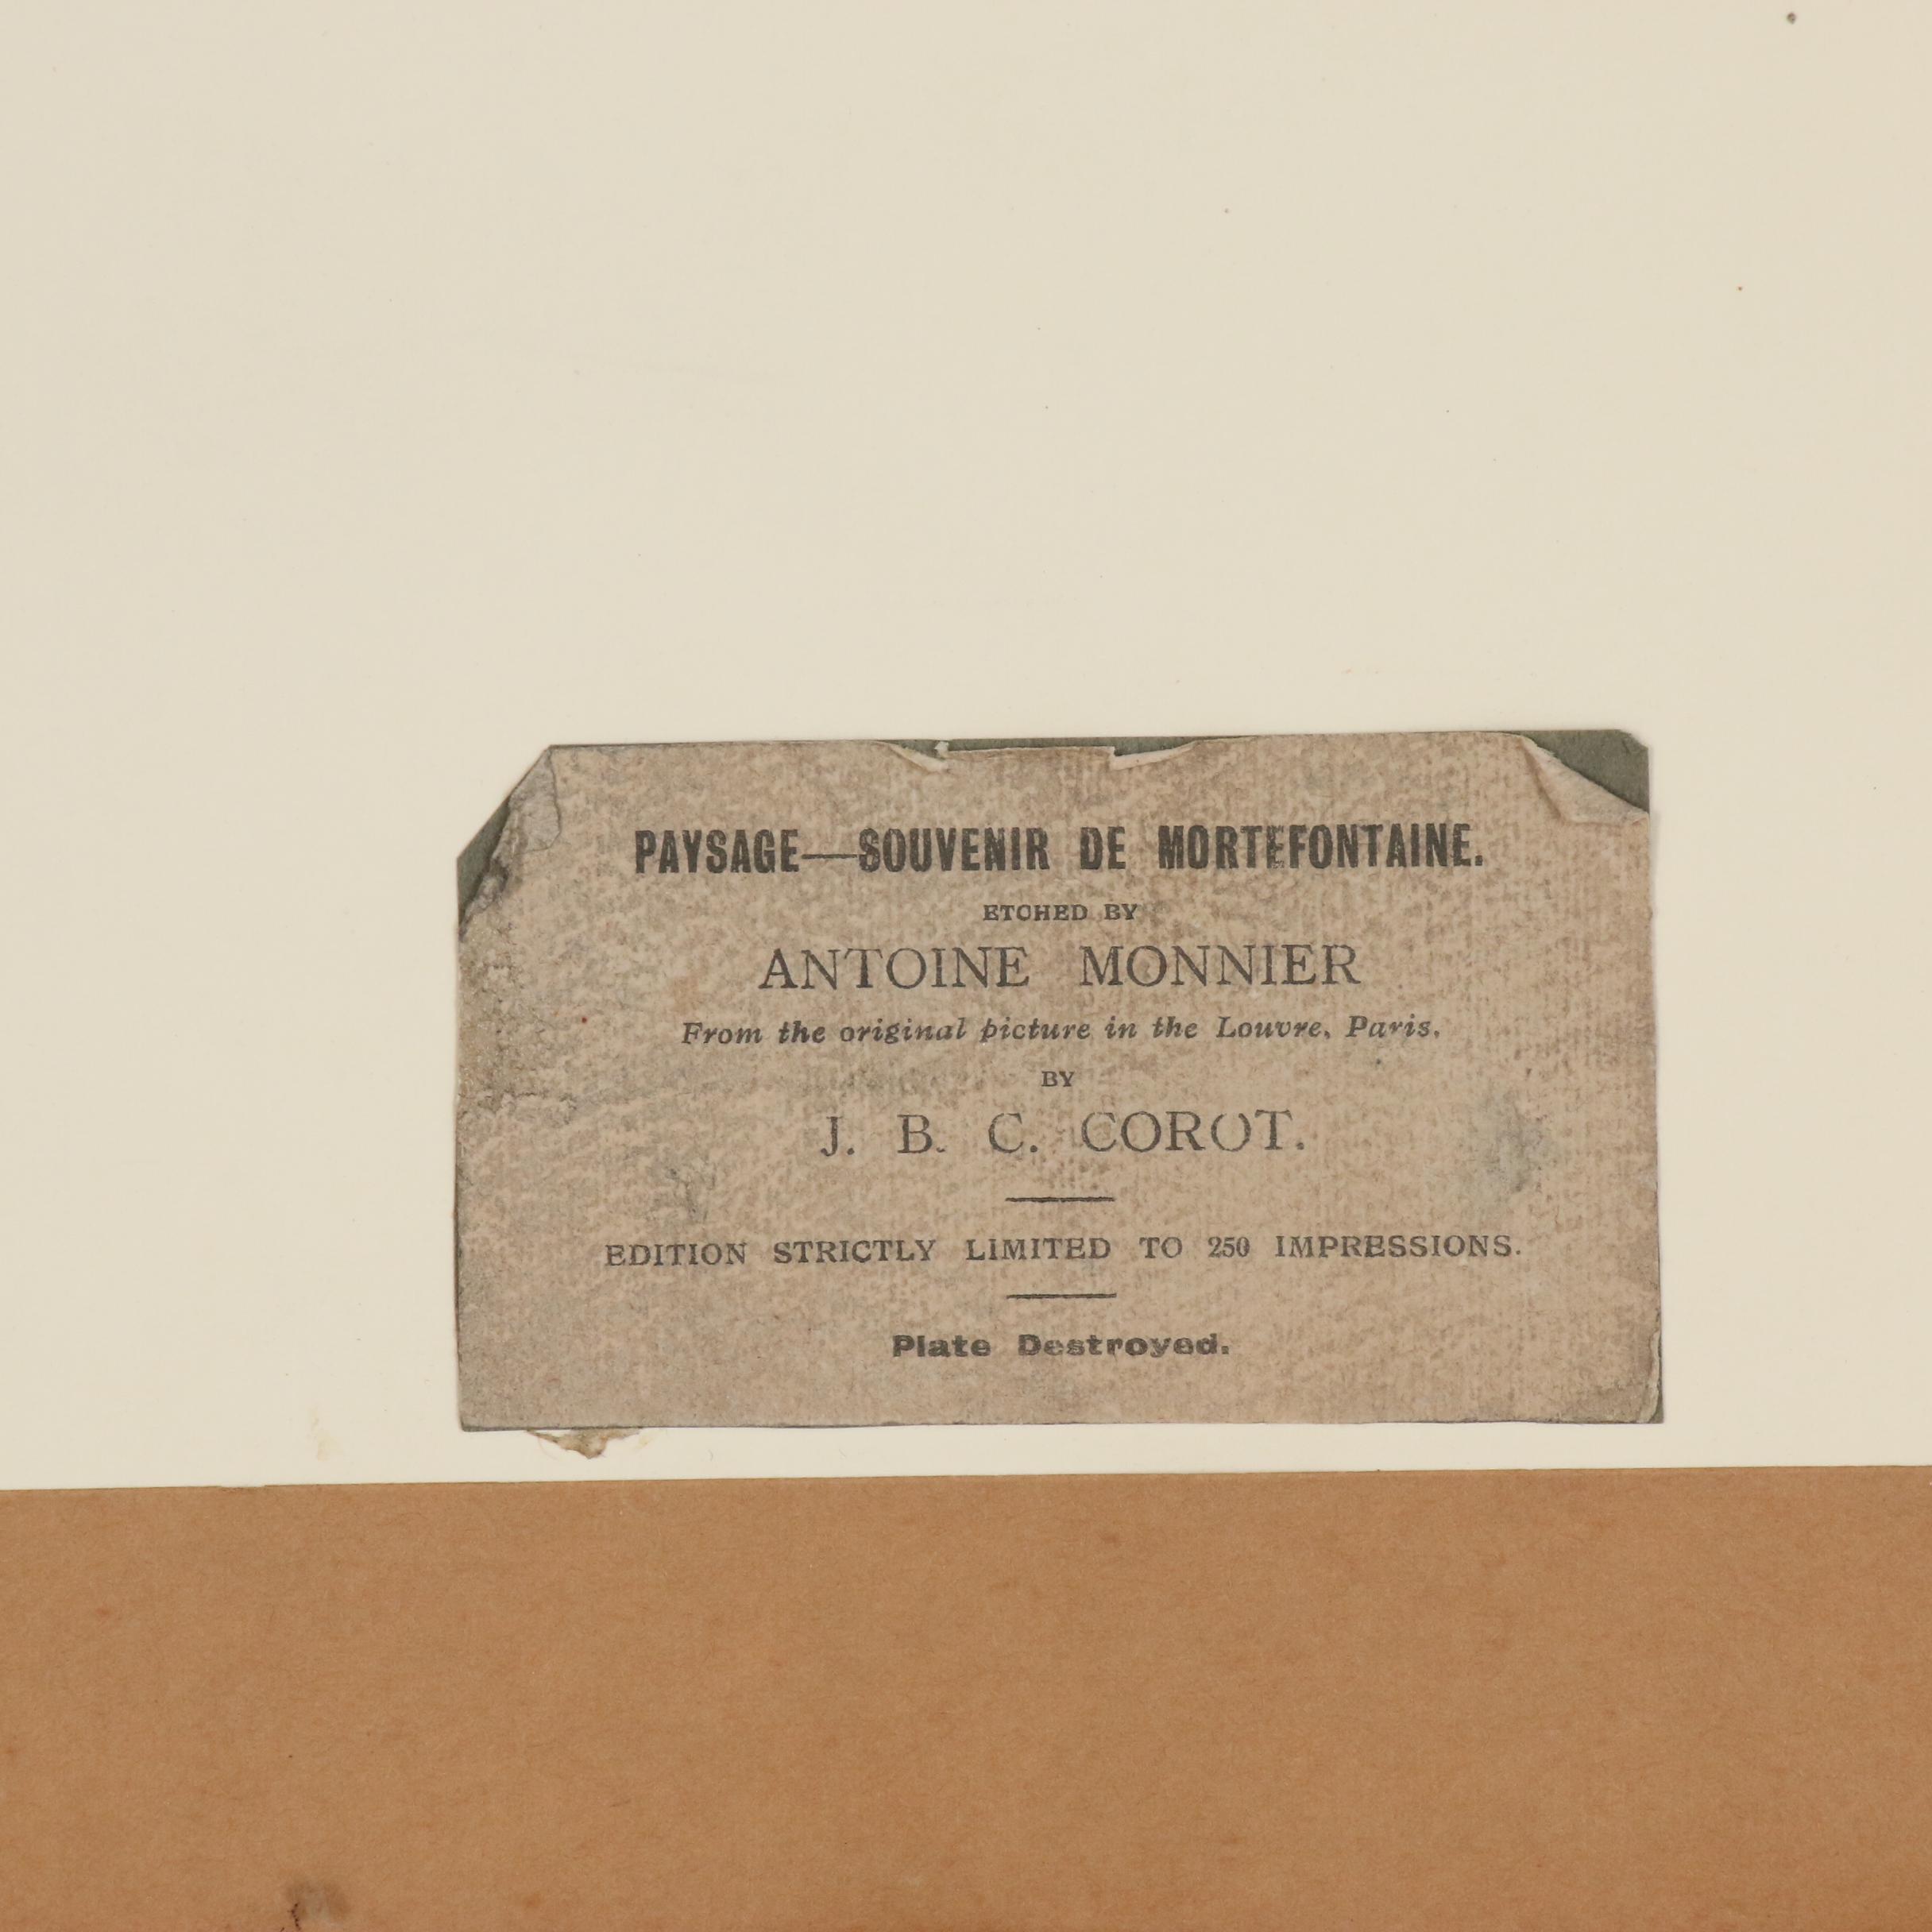 PAYSAGE—SOUVENIR DE MORTEFONTAINE.
ETCHED BY
ANTOINE MONNIER
From the original picture in the Louvre, Paris,
BY
J. B. C. COROT.
EDITION STRICTLY LIMITED TO 250 IMPRESSIONS.
Plate Destroyed.